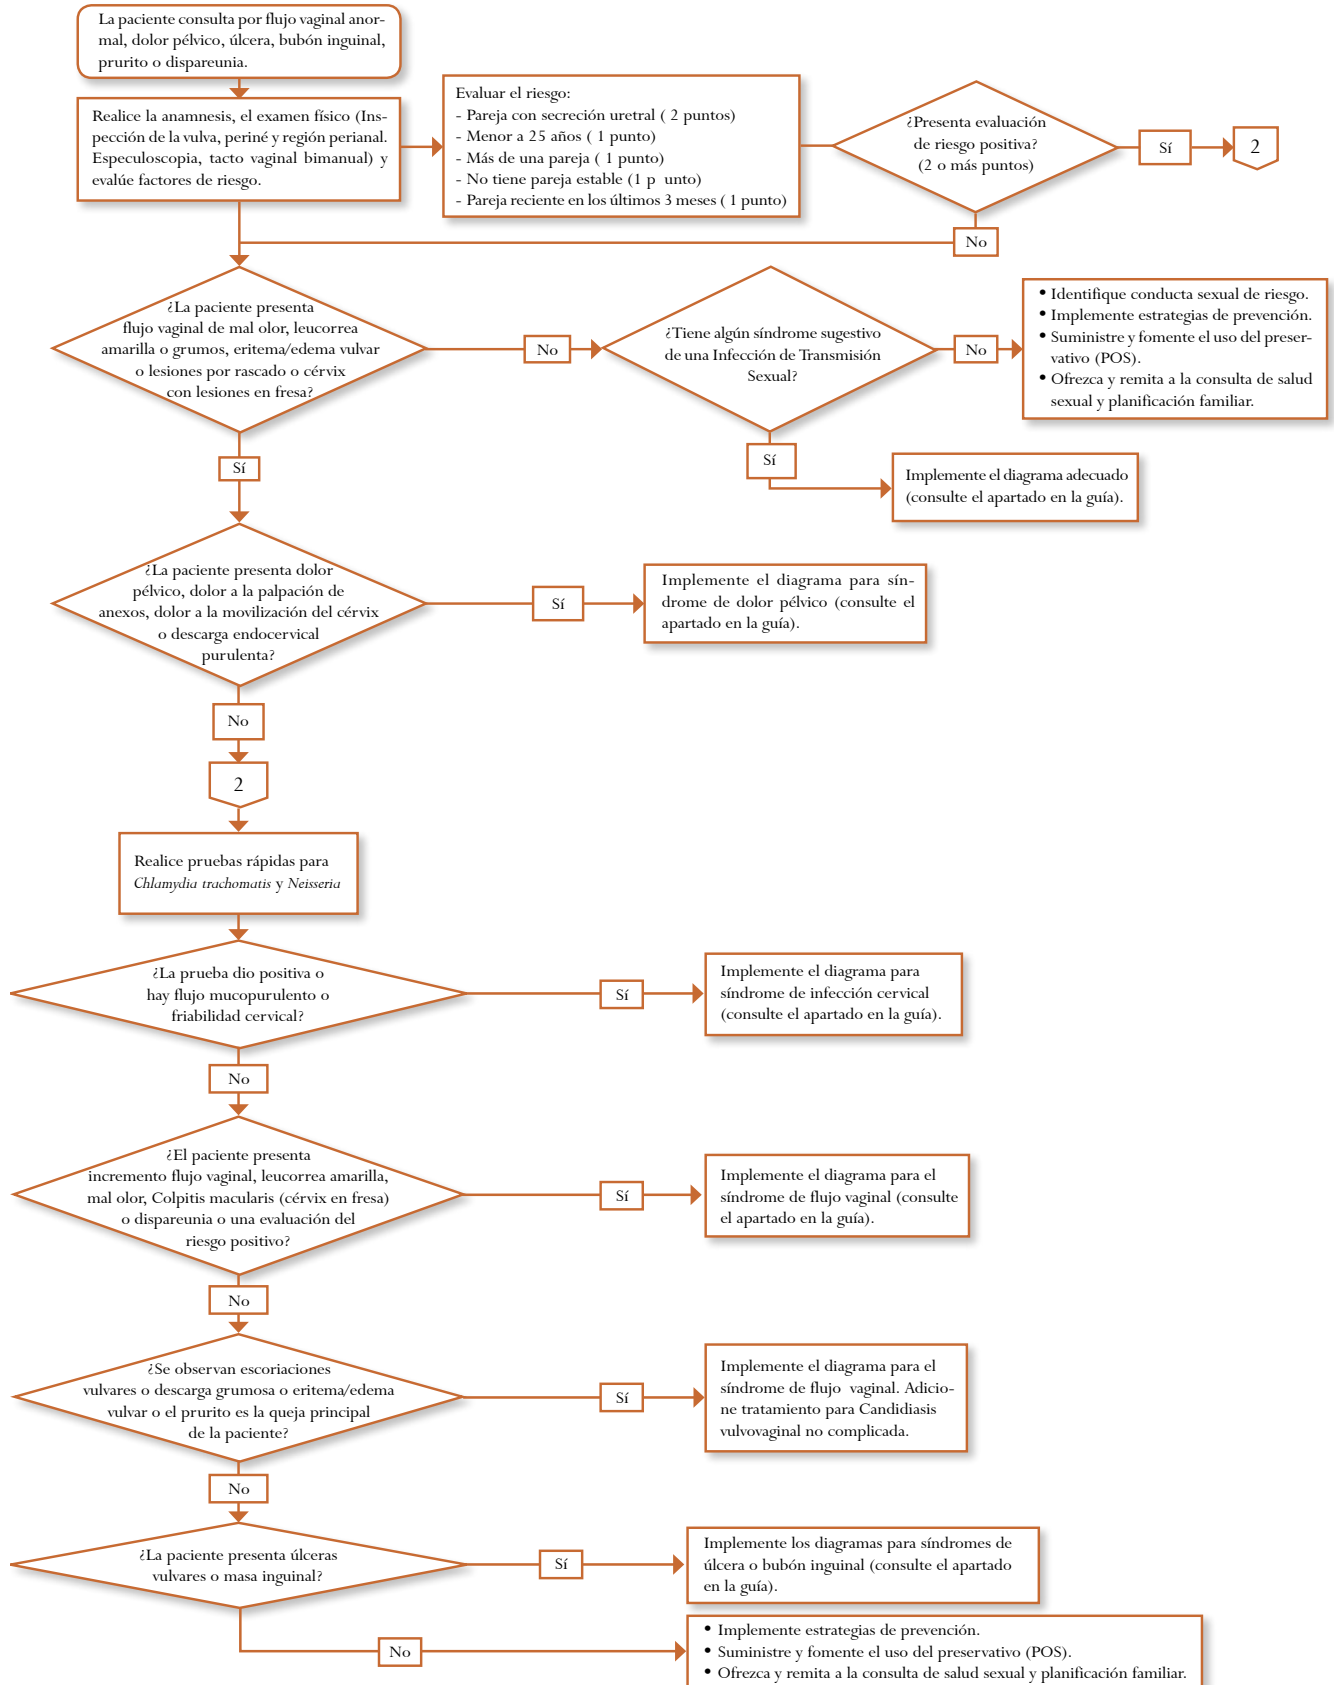 La paciente consulta por flujo vaginal anor-
mal, dolor pélvico, úlcera, bubón inguinal,
prurito o dispareunia.
Realice la anamnesis, el examen físico (Ins-
pección de la vulva, periné y región perianal.
Especuloscopia, tacto vaginal bimanual) y
evalúe factores de riesgo.
Evaluar el riesgo:
- Pareja con secreción uretral ( 2 puntos)
- Menor a 25 años ( 1 punto)
- Más de una pareja ( 1 punto)
- No tiene pareja estable (1 p unto)
- Pareja reciente en los últimos 3 meses ( 1 punto)
¿Presenta evaluación
de riesgo positiva?
(2 o más puntos)
Sí
2
No
¿La paciente presenta
flujo vaginal de mal olor, leucorrea
amarilla o grumos, eritema/edema vulvar
o lesiones por rascado o cérvix
con lesiones en fresa?
No
¿Tiene algún síndrome sugestivo
de una Infección de Transmisión
Sexual?
No
• Identifique conducta sexual de riesgo.
• Implemente estrategias de prevención.
• Suministre y fomente el uso del preser-
vativo (POS).
• Ofrezca y remita a la consulta de salud
sexual y planificación familiar.
Sí
Sí
Implemente el diagrama adecuado
(consulte el apartado en la guía).
¿La paciente presenta dolor
pélvico, dolor a la palpación de
anexos, dolor a la movilización del cérvix
o descarga endocervical
purulenta?
Sí
Implemente el diagrama para sín-
drome de dolor pélvico (consulte el
apartado en la guía).
No
2
Realice pruebas rápidas para
Chlamydia trachomatis y Neisseria
¿La prueba dio positiva o
hay flujo mucopurulento o
friabilidad cervical?
Sí
Implemente el diagrama para
síndrome de infección cervical
(consulte el apartado en la guía).
No
¿El paciente presenta
incremento flujo vaginal, leucorrea amarilla,
mal olor, Colpitis macularis (cérvix en fresa)
o dispareunia o una evaluación del
riesgo positivo?
Sí
Implemente el diagrama para el
síndrome de flujo vaginal (consulte
el apartado en la guía).
No
¿Se observan escoriaciones
vulvares o descarga grumosa o eritema/edema
vulvar o el prurito es la queja principal
de la paciente?
Sí
Implemente el diagrama para el
síndrome de flujo vaginal. Adicio-
ne tratamiento para Candidiasis
vulvovaginal no complicada.
No
¿La paciente presenta úlceras
vulvares o masa inguinal?
Sí
Implemente los diagramas para síndromes de
úlcera o bubón inguinal (consulte el apartado
en la guía).
No
• Implemente estrategias de prevención.
• Suministre y fomente el uso del preservativo (POS).
• Ofrezca y remita a la consulta de salud sexual y planificación familiar.